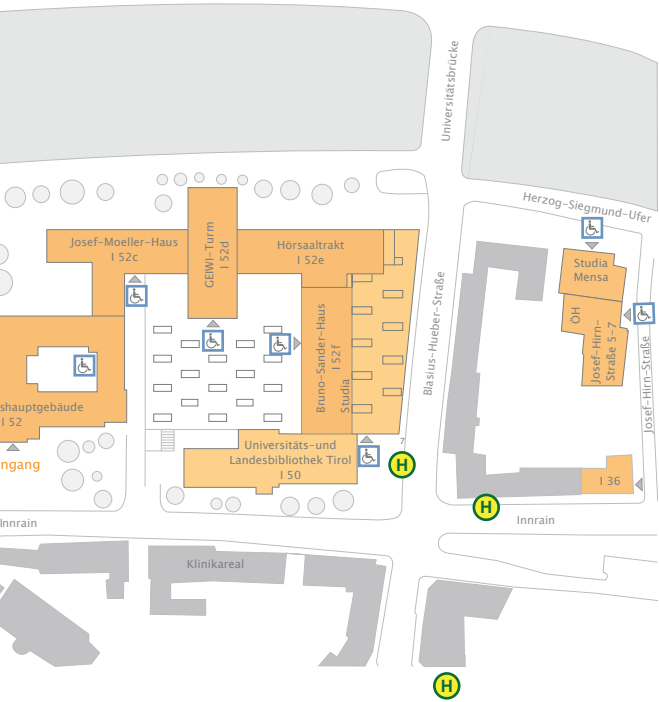 Universitätsbrücke
Herzog-Siegmund-Ufer
Josef-Moeller-Haus
I 52c
GEIWI-Turm
I 52d
Hörsaaltrakt
I 52e
Studia
Mensa
ÖH
Josef-Hirn-
Straße 5-7
Josef-Hirn-Straße
Blasius-Hueber-Straße
Bruno-Sander-Haus
I 52f
Studia
shauptgebäude
I 52
ngang
Universitäts-und
Landesbibliothek Tirol
I 50
7
H
H
I 36
Innrain
Innrain
Klinikareal
H